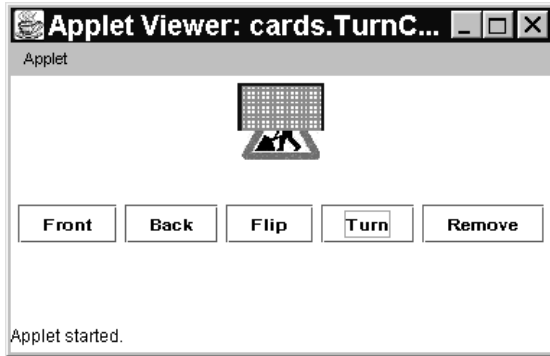 Applet Viewer: cards.TurnC...
Applet
Front Back Flip Turn Remove
Applet started.